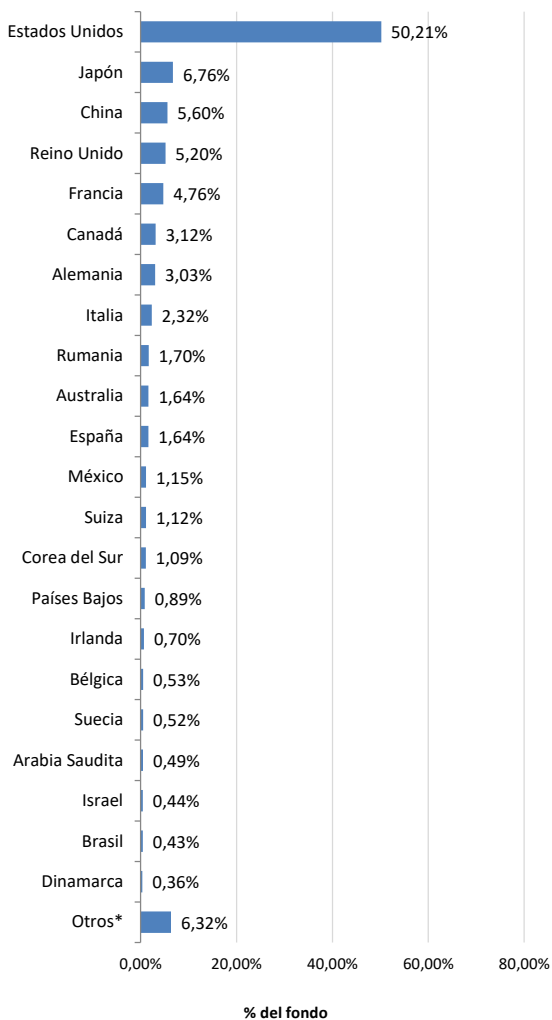 Estados Unidos 50,21%
Japón 6,76%
China 5,60%
Reino Unido 5,20%
Francia 4,76%
Canadá 3,12%
Alemania 3,03%
Italia 2,32%
Rumania 1,70%
Australia 1,64%
España 1,64%
México 1,15%
Suiza 1,12%
Corea del Sur 1,09%
Países Bajos 0,89%
Irlanda 0,70%
Bélgica 0,53%
Suecia 0,52%
Arabia Saudita 0,49%
Israel 0,44%
Brasil 0,43%
Dinamarca 0,36%
Otros* 6,32%
0,00% 20,00% 40,00% 60,00% 80,00%
% del fondo